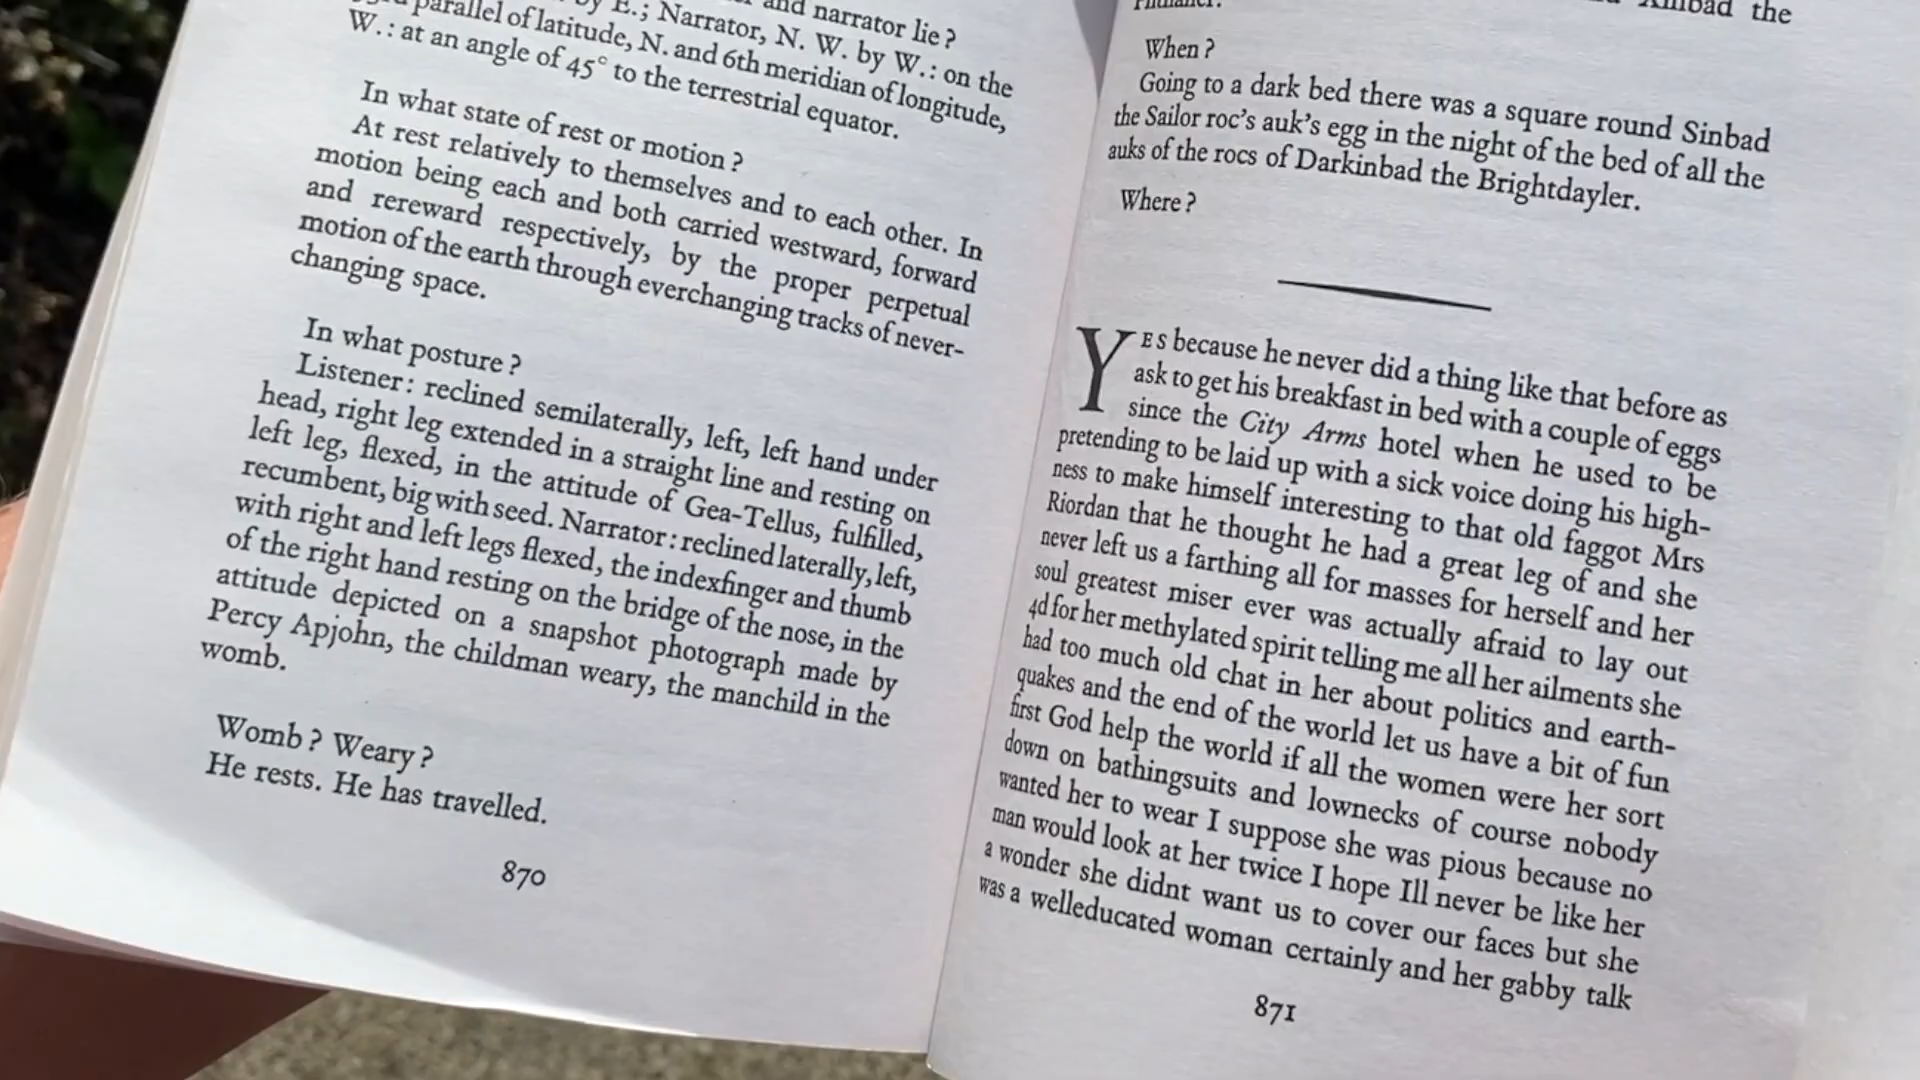 and narrator lie?
by E.; Narrator, N. W. by W.: on the
parallel of latitude, N. and 6th meridian of longitude,
W.: at an angle of 45° to the terrestrial equator.
In what state of rest or motion?
At rest relatively to themselves and to each other. In
motion being each and both carried westward, forward
and rereward respectively, by the proper perpetual
motion of the earth through everchanging tracks of never-
changing space.
In what posture?
Listener: reclined semilaterally, left, left hand under
head, right leg extended in a straight line and resting on
left leg, flexed, in the attitude of Gea-Tellus, fulfilled,
recumbent, big with seed. Narrator: reclined laterally, left,
with right and left legs flexed, the indexfinger and thumb
of the right hand resting on the bridge of the nose, in the
attitude depicted on a snapshot photograph made by
Percy Apjohn, the childman weary, the manchild in the
womb.
Womb? Weary?
He rests. He has travelled.
870
the
When?
Going to a dark bed there was a square round Sinbad
the Sailor roc's auk's egg in the night of the bed of all the
auks of the rocs of Darkinbad the Brightdayler.
Where?
YES because he never did a thing like that before as
ask to get his breakfast in bed with a couple of eggs
since the City Arms hotel when he used to be
pretending to be laid up with a sick voice doing his high-
ness to make himself interesting to that old faggot Mrs
Riordan that he thought he had a great leg of and she
never left us a farthing all for masses for herself and her
soul greatest miser ever was actually afraid to lay out
4d for her methylated spirit telling me all her ailments she
had too much old chat in her about politics and earth-
quakes and the end of the world let us have a bit of fun
first God help the world if all the women were her sort
down on bathingsuits and lownecks of course nobody
wanted her to wear I suppose she was pious because no
man would look at her twice I hope Ill never be like her
a wonder she didnt want us to cover our faces but she
was a welleducated woman certainly and her gabby talk
871